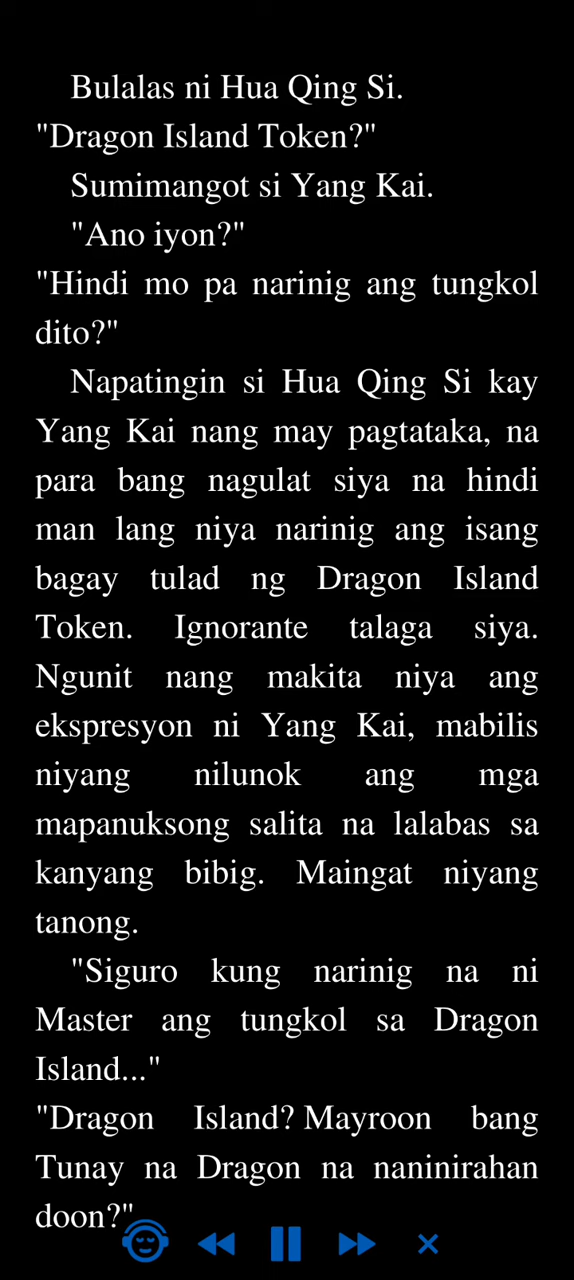 Bulalas ni Hua Qing Si.
"Dragon Island Token?"
Sumimangot si Yang Kai.
"Ano iyon?"
"Hindi mo pa narinig ang tungkol
dito?"
Napatingin si Hua Qing Si kay
Yang Kai nang may pagtataka, na
para bang nagulat siya na hindi
man lang niya narinig ang isang
bagay tulad ng Dragon Island
Token. Ignorante talaga siya.
Ngunit nang makita niya ang
ekspresyon ni Yang Kai, mabilis
niyang nilunok ang mga
mapanuksong salita na lalabas sa
kanyang bibig. Maingat niyang
tanong.
"Siguro kung narinig na ni
Master ang tungkol sa Dragon
Island..."
"Dragon Island? Mayroon bang
Tunay na Dragon na naninirahan
doon?"